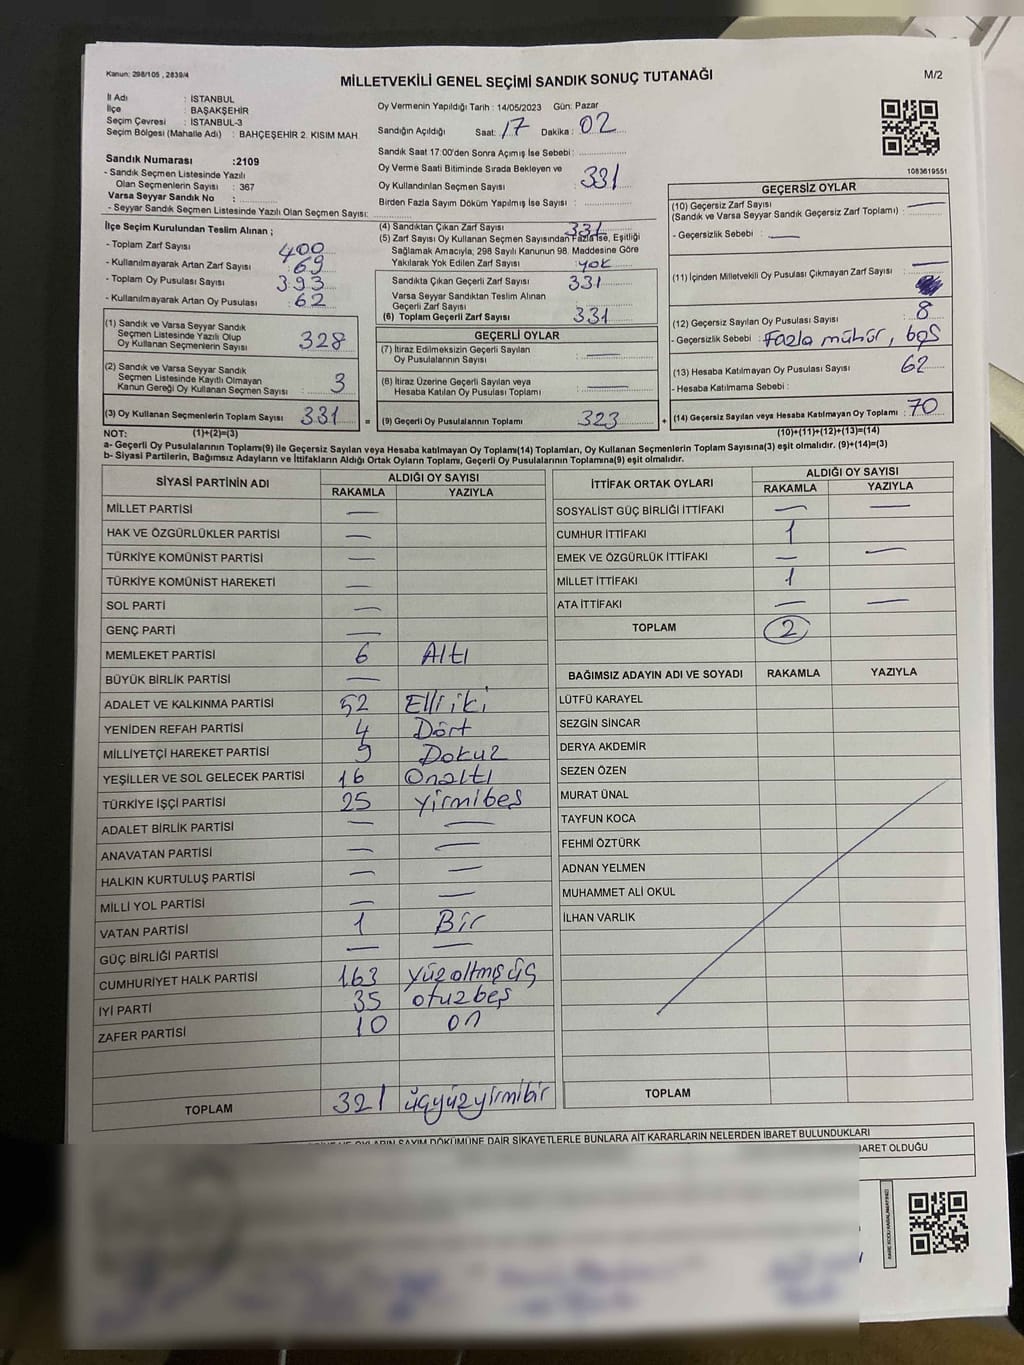 Kanun: 298/105 , 2839/4
MİLLETVEKİLİ GENEL SEÇİMİ SANDIK SONUÇ TUTANAĞI
M/2
İl Adı : İSTANBUL
İlçe : BAŞAKŞEHİR
Seçim Çevresi : İSTANBUL-3
Seçim Bölgesi (Mahalle Adı) : BAHÇEŞEHİR 2. KISIM MAH.
Sandık Numarası :2109
- Sandık Seçmen Listesinde Yazılı
Olan Seçmenlerin Sayısı : 367
Varsa Seyyar Sandık No :
- Seyyar Sandık Seçmen Listesinde Yazılı Olan Seçmen Sayısı:
Oy Vermenin Yapıldığı Tarih : 14/05/2023 Gün: Pazar
Sandığın Açıldığı Saat: 17 Dakika : 02
Sandık Saat 17:00'den Sonra Açımış İse Sebebi :
Oy Verme Saati Bitiminde Sırada Bekleyen ve
Oy Kullandırılan Seçmen Sayısı : 331
Birden Fazla Sayım Döküm Yapılmış İse Sayısı :
1083619551
İlçe Seçim Kurulundan Teslim Alınan ;
- Toplam Zarf Sayısı : 400
- Kullanılmayarak Artan Zarf Sayısı : 69
- Toplam Oy Pusulası Sayısı : 393
- Kullanılmayarak Artan Oy Pusulası : 62
(1) Sandık ve Varsa Seyyar Sandık
Seçmen Listesinde Yazılı Olup
Oy Kullanan Seçmenlerin Sayısı : 328
(2) Sandık ve Varsa Seyyar Sandık
Seçmen Listesinde Kayıtlı Olmayan
Kanun Gereği Oy Kullanan Seçmen Sayısı : 3
(3) Oy Kullanan Seçmenlerin Toplam Sayısı : 331 =
(4) Sandıktan Çıkan Zarf Sayısı : 331
(5) Zarf Sayısı Oy Kullanan Seçmen Sayısından Fazla İse, Eşitliği
Sağlamak Amacıyla, 298 Sayılı Kanunun 98. Maddesine Göre
Yakılarak Yok Edilen Zarf Sayısı : yok
Sandıkta Çıkan Geçerli Zarf Sayısı : 331
Varsa Seyyar Sandıktan Teslim Alınan
Geçerli Zarf Sayısı :
(6) Toplam Geçerli Zarf Sayısı : 331
GEÇERLİ OYLAR
(7) İtiraz Edilmeksizin Geçerli Sayılan
Oy Pusulalarının Sayısı : —
(8) İtiraz Üzerine Geçerli Sayılan veya
Hesaba Katılan Oy Pusulası Toplamı : —
(9) Geçerli Oy Pusulalarının Toplamı : 323 +
GEÇERSİZ OYLAR
(10) Geçersiz Zarf Sayısı : —
(Sandık ve Varsa Seyyar Sandık Geçersiz Zarf Toplamı)
- Geçersizlik Sebebi : —
(11) İçinden Milletvekili Oy Pusulası Çıkmayan Zarf Sayısı : —
(12) Geçersiz Sayılan Oy Pusulası Sayısı : 8
- Geçersizlik Sebebi : Fazla mühür, boş
(13) Hesaba Katılmayan Oy Pusulası Sayısı : 62
- Hesaba Katılmama Sebebi :
(14) Geçersiz Sayılan veya Hesaba Katılmayan Oy Toplamı : 70
NOT: (1)+(2)=(3)
(10)+(11)+(12)+(13)=(14)
a- Geçerli Oy Pusulalarının Toplamı(9) ile Geçersiz Sayılan veya Hesaba katılmayan Oy Toplamı(14) Toplamları, Oy Kullanan Seçmenlerin Toplam Sayısına(3) eşit olmalıdır. (9)+(14)=(3)
b- Siyasi Partilerin, Bağımsız Adayların ve İttifakların Aldığı Ortak Oyların Toplamı, Geçerli Oy Pusulalarının Toplamına(9) eşit olmalıdır.
SİYASİ PARTİNİN ADI ALDIĞI OY SAYISI
RAKAMLA YAZIYLA
MİLLET PARTİSİ —
HAK VE ÖZGÜRLÜKLER PARTİSİ —
TÜRKİYE KOMÜNİST PARTİSİ —
TÜRKİYE KOMÜNİST HAREKETİ —
SOL PARTİ —
GENÇ PARTİ —
MEMLEKET PARTİSİ 6 Altı
BÜYÜK BİRLİK PARTİSİ —
ADALET VE KALKINMA PARTİSİ 52 Elli iki
YENİDEN REFAH PARTİSİ 4 Dört
MİLLİYETÇİ HAREKET PARTİSİ 9 Dokuz
YEŞİLLER VE SOL GELECEK PARTİSİ 16 Onaltı
TÜRKİYE İŞÇİ PARTİSİ 25 yirmibeş
ADALET BİRLİK PARTİSİ — —
ANAVATAN PARTİSİ — —
HALKIN KURTULUŞ PARTİSİ — —
MİLLİ YOL PARTİSİ — —
VATAN PARTİSİ 1 Bir
GÜÇ BİRLİĞİ PARTİSİ — —
CUMHURİYET HALK PARTİSİ 163 yüzaltmışüç
İYİ PARTİ 35 otuzbeş
ZAFER PARTİSİ 10 on
TOPLAM 321 üçyüzyirmibir
İTTİFAK ORTAK OYLARI ALDIĞI OY SAYISI
RAKAMLA YAZIYLA
SOSYALİST GÜÇ BİRLİĞİ İTTİFAKI — —
CUMHUR İTTİFAKI 1
EMEK VE ÖZGÜRLÜK İTTİFAKI — —
MİLLET İTTİFAKI 1
ATA İTTİFAKI — —
TOPLAM 2
BAĞIMSIZ ADAYIN ADI VE SOYADI RAKAMLA YAZIYLA
LÜTFÜ KARAYEL
SEZGİN SİNCAR
DERYA AKDEMİR
SEZEN ÖZEN
MURAT ÜNAL
TAYFUN KOCA
FEHMİ ÖZTÜRK
ADNAN YELMEN
MUHAMMET ALİ OKUL
İLHAN VARLIK
TOPLAM
OYLARIN SAYIM DÖKÜMÜNE DAİR ŞİKAYETLERLE BUNLARA AİT KARARLARIN NELERDEN İBARET BULUNDUKLARI
İBARET OLDUĞU